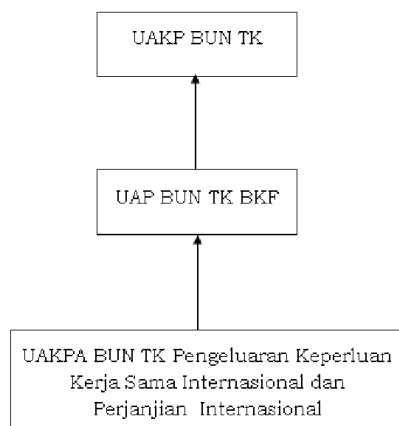 UAKP BUN TK
UAP BUN TK BKF
UAKPA BUN TK Pengeluaran Keperluan
Kerja Sama Internasional dan
Perjanjian Internasional